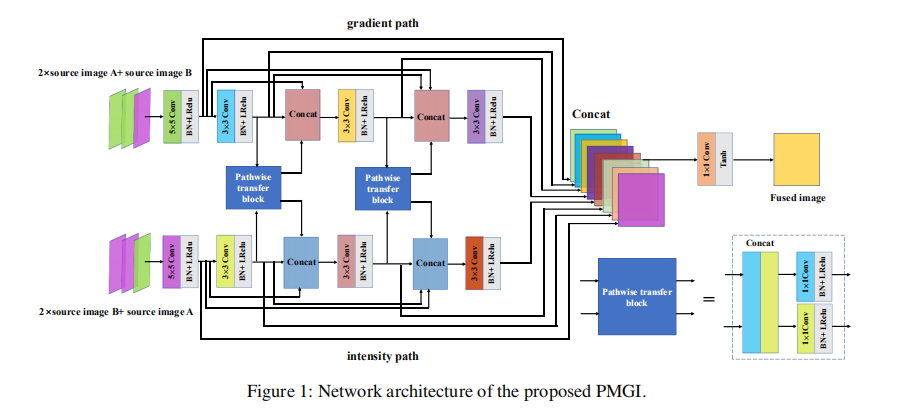 gradient path
2×source image A+ source image B
5×5 Conv
BN+LRelu
3×3 Conv
BN+ LRelu
Concat
3×3 Conv
BN+ LRelu
Concat
3×3 Conv
BN+ LRelu
Concat
1×1 Conv
Tanh
Fused image
Pathwise
transfer
block
Pathwise
transfer
block
5×5 Conv
BN+ LRelu
3×3 Conv
BN+ LRelu
Concat
3×3 Conv
BN+ LRelu
Concat
3×3 Conv
BN+ LRelu
2×source image B+ source image A
intensity path
Pathwise transfer
block
=
Concat
1×1Conv
BN+ LRelu
1×1Conv
BN+ LRelu
Figure 1: Network architecture of the proposed PMGI.